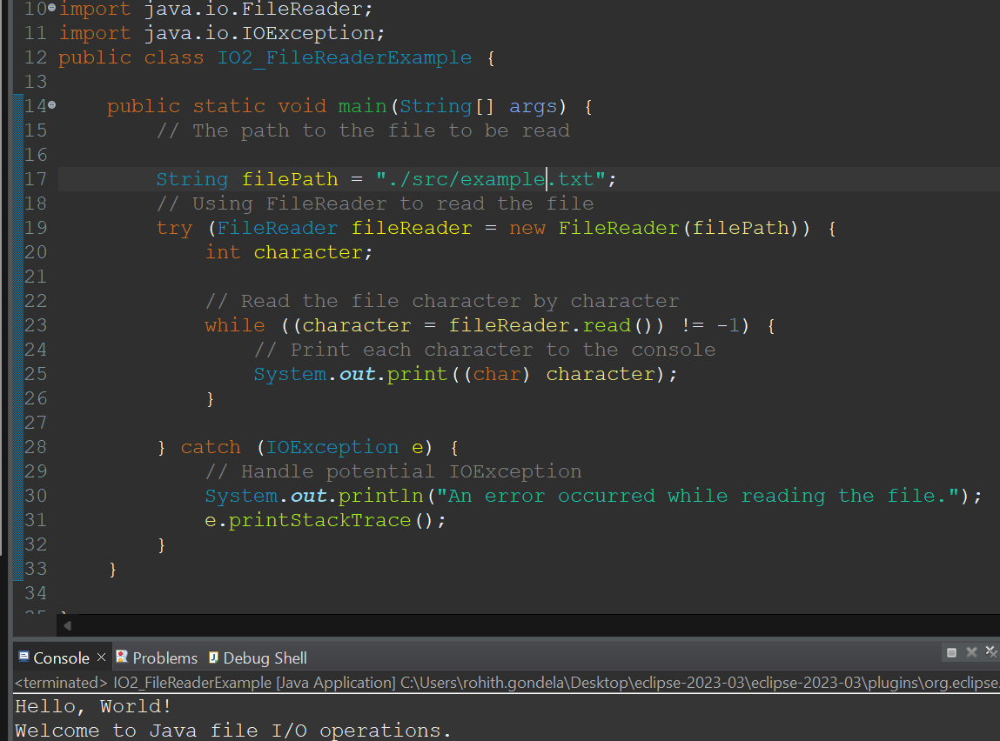 10 import java.io.FileReader;
11 import java.io.IOException;
12 public class IO2_FileReaderExample {
13
14     public static void main(String[] args) {
15         // The path to the file to be read
16
17         String filePath = "./src/example.txt";
18         // Using FileReader to read the file
19         try (FileReader fileReader = new FileReader(filePath)) {
20             int character;
21
22             // Read the file character by character
23             while ((character = fileReader.read()) != -1) {
24                 // Print each character to the console
25                 System.out.print((char) character);
26             }
27
28         } catch (IOException e) {
29             // Handle potential IOException
30             System.out.println("An error occurred while reading the file.");
31             e.printStackTrace();
32         }
33     }
34
Console × Problems Debug Shell
<terminated> IO2_FileReaderExample [Java Application] C:\Users\rohith.gondela\Desktop\eclipse-2023-03\eclipse-2023-03\plugins\org.eclipse.
Hello, World!
Welcome to Java file I/O operations.